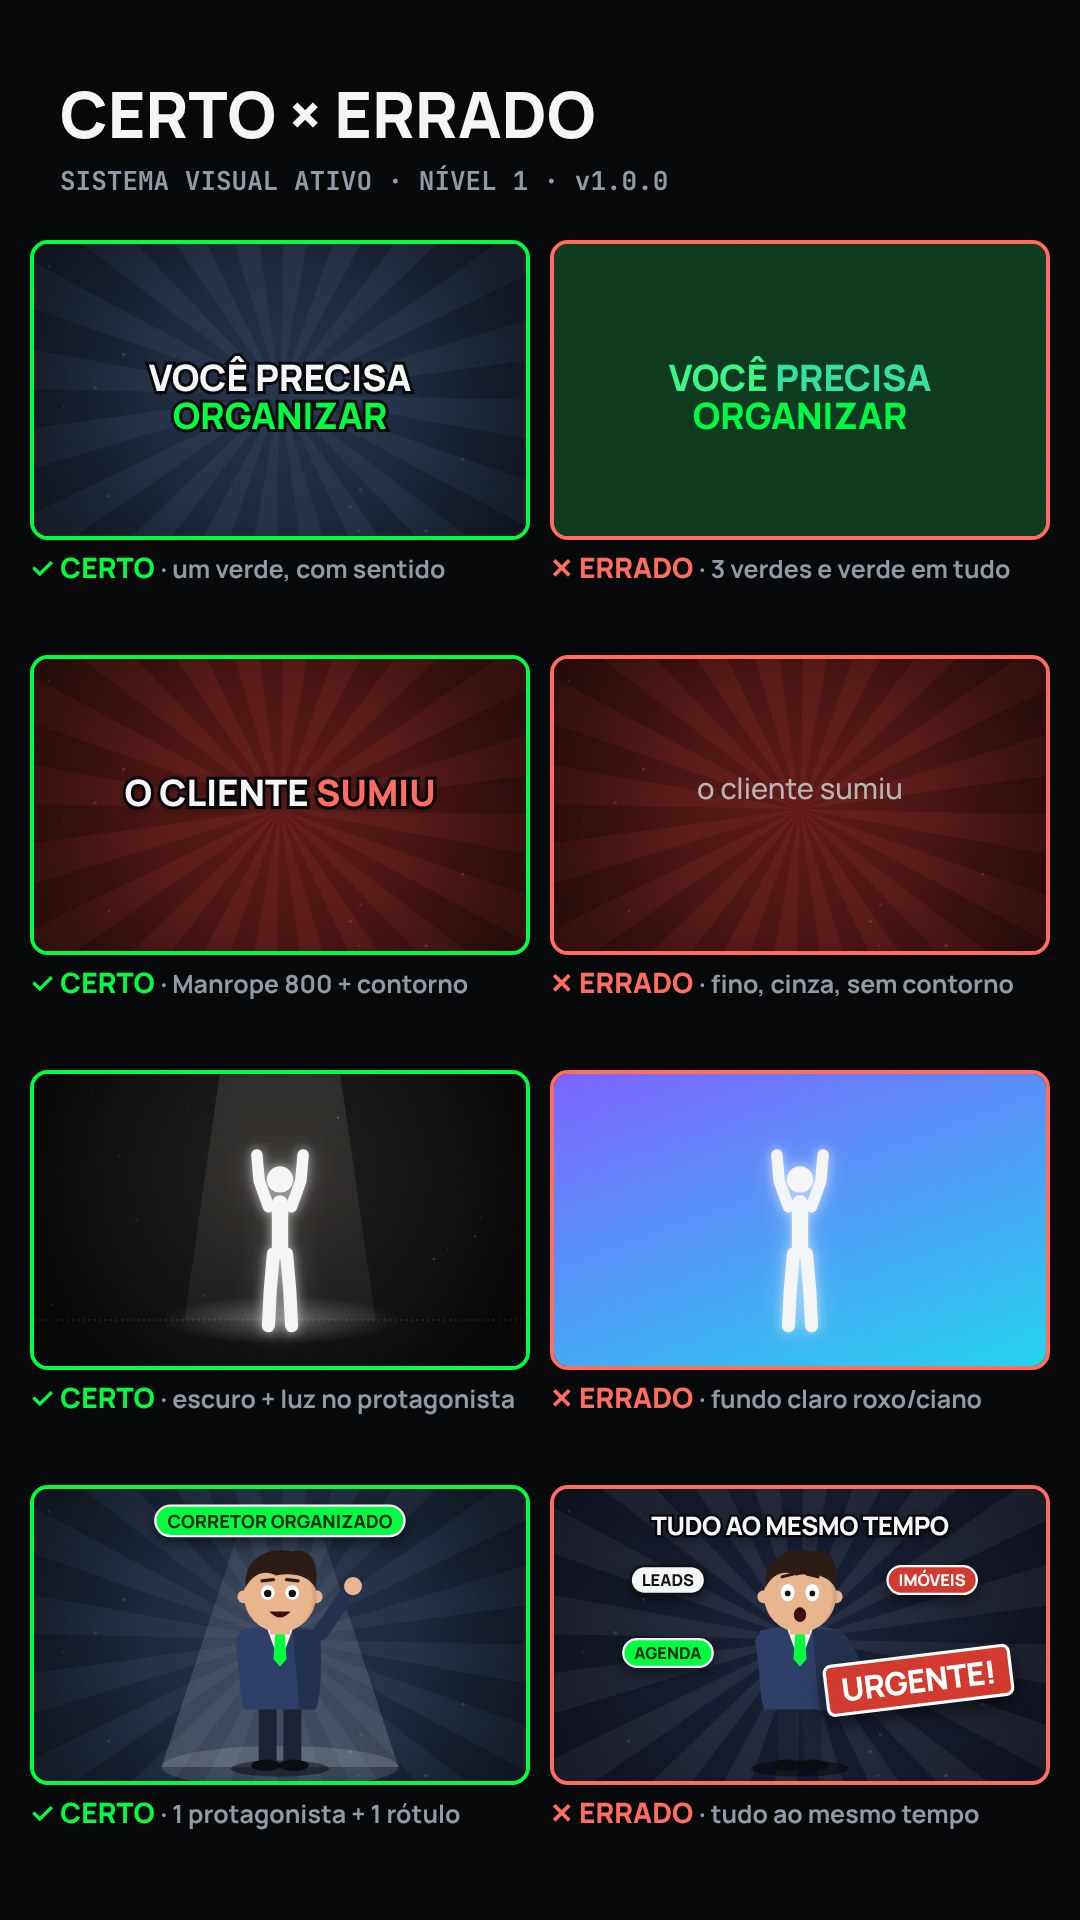 CERTO × ERRADO
SISTEMA VISUAL ATIVO · NÍVEL 1 · v1.0.0
VOCÊ PRECISA
ORGANIZAR
VOCÊ PRECISA
ORGANIZAR
✓ CERTO · um verde, com sentido
✕ ERRADO · 3 verdes e verde em tudo
O CLIENTE SUMIU
o cliente sumiu
✓ CERTO · Manrope 800 + contorno
✕ ERRADO · fino, cinza, sem contorno
✓ CERTO · escuro + luz no protagonista
✕ ERRADO · fundo claro roxo/ciano
CORRETOR ORGANIZADO
TUDO AO MESMO TEMPO
LEADS
IMÓVEIS
AGENDA
URGENTE!
✓ CERTO · 1 protagonista + 1 rótulo
✕ ERRADO · tudo ao mesmo tempo